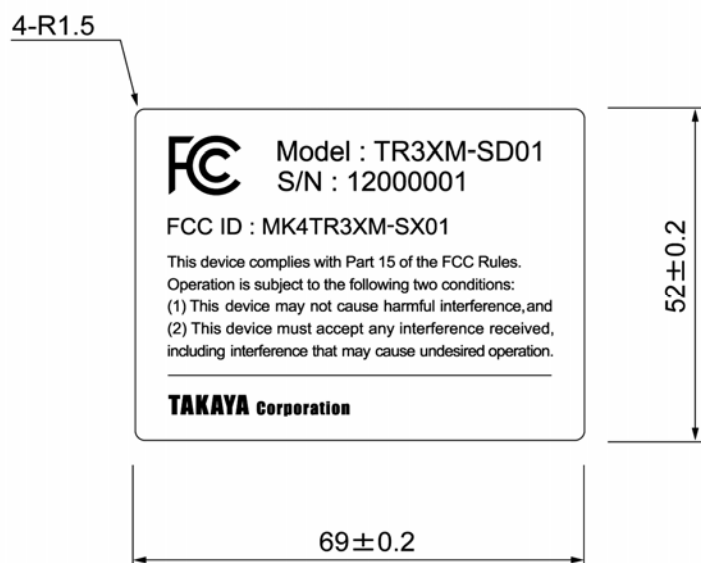 4-R1.5
FC
Model : TR3XM-SD01
S/N : 12000001
FCC ID : MK4TR3XM-SX01
This device complies with Part 15 of the FCC Rules.
Operation is subject to the following two conditions:
(1) This device may not cause harmful interference,and
(2) This device must accept any interference received,
including interference that may cause undesired operation.
TAKAYA Corporation
52±0.2
69±0.2